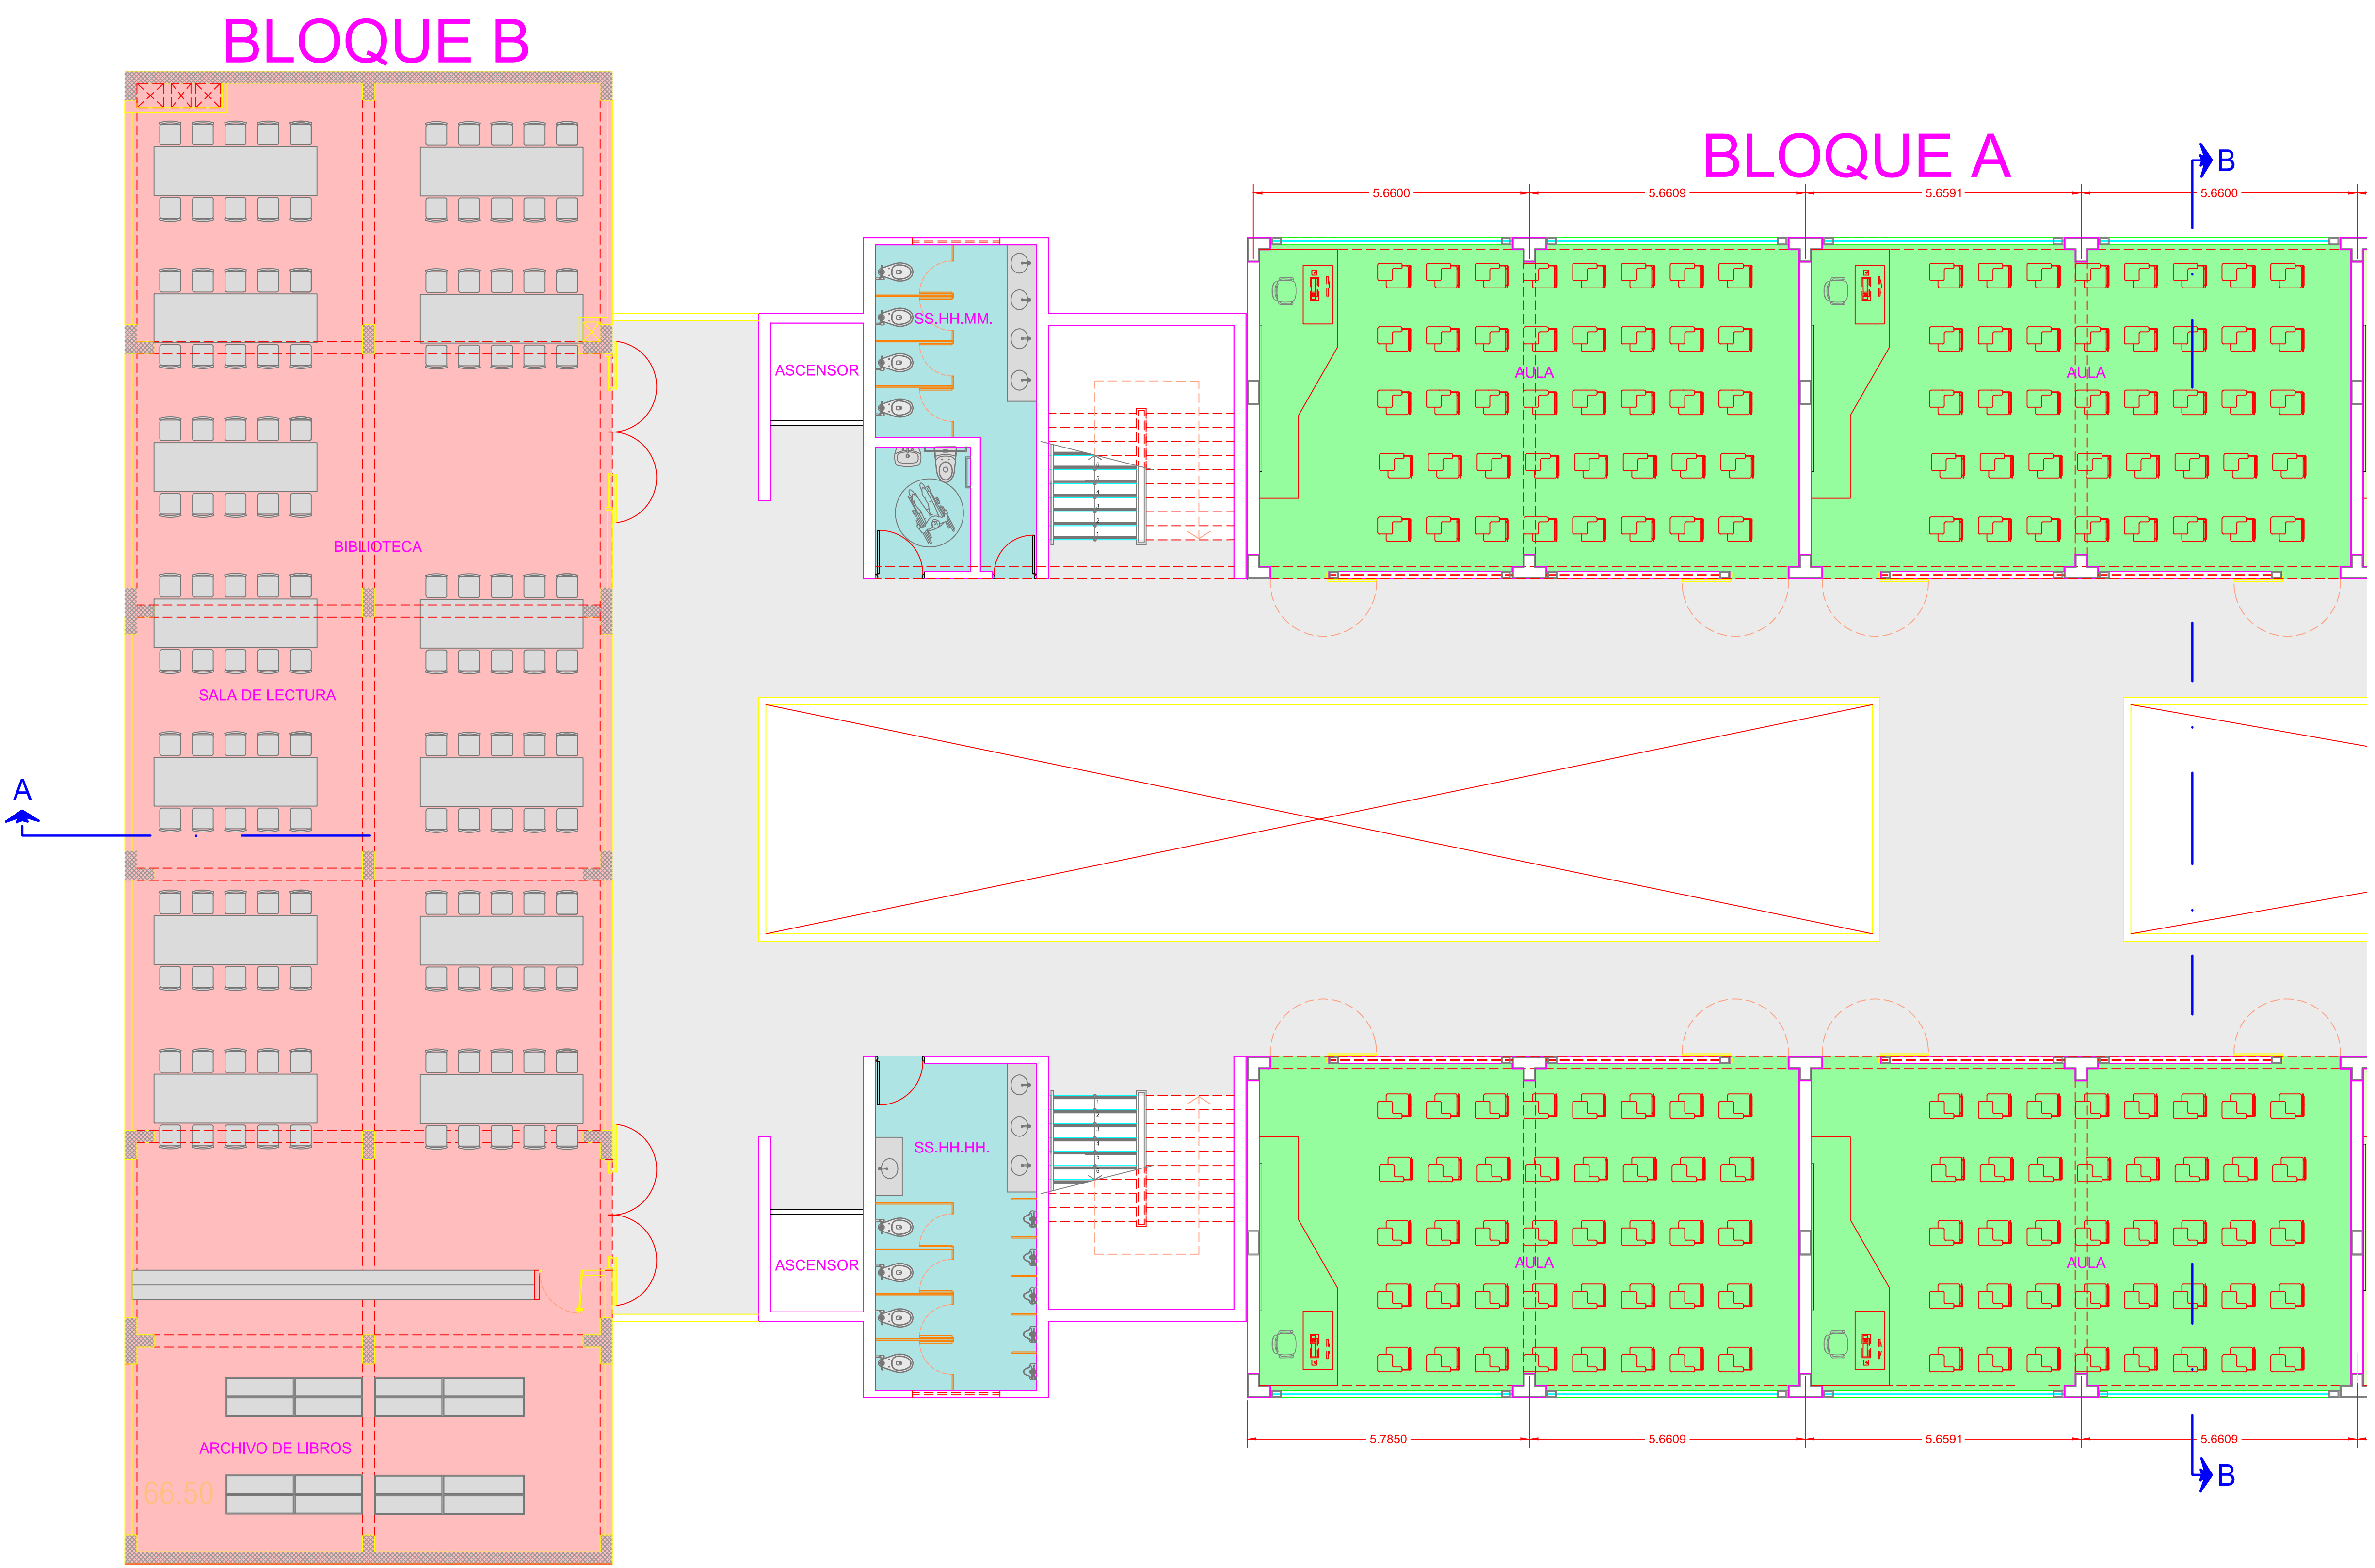 BLOQUE B
BLOQUE A
B
5.6600
5.6609
5.6591
5.6600
SS.HH.MM.
ASCENSOR
AULA
AULA
BIBLIOTECA
SALA DE LECTURA
A
SS.HH.HH.
ASCENSOR
AULA
AULA
5.7850
5.6609
5.6591
5.6609
ARCHIVO DE LIBROS
B
66.50